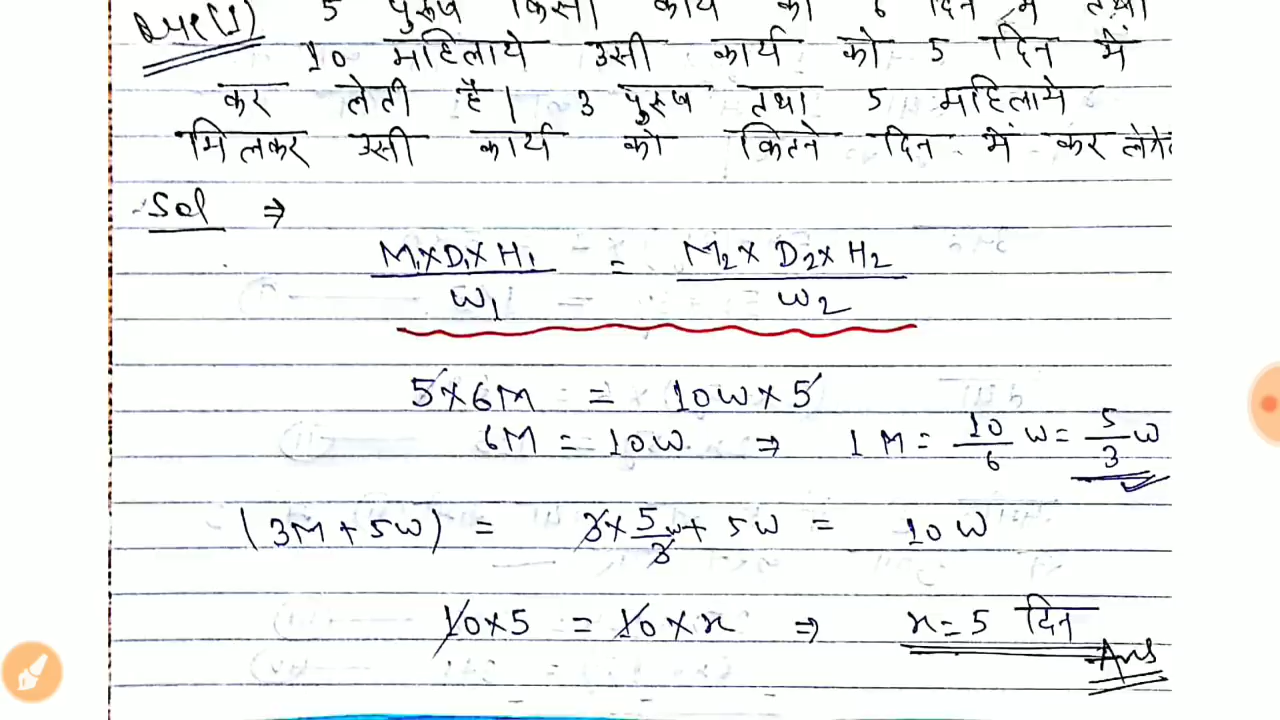 Que(1) 5 पुरूष किसी कार्य को 6 दिन में तथा
10 महिलाये उसी कार्य को 5 दिन में
कर लेती है। 3 पुरूष तथा 5 महिलाये
मिलकर उसी कार्य को कितने दिन में कर लेगें
Sol ⇒
M₁×D₁×H₁/W₁ = M₂×D₂×H₂/W₂
5×6M = 10W×5
6M = 10W ⇒ 1M = 10/6 W = 5/3 W
(3M + 5W) = 3×5/3 W + 5W = 10W
10×5 = 10×x ⇒ x = 5 दिन
Ans